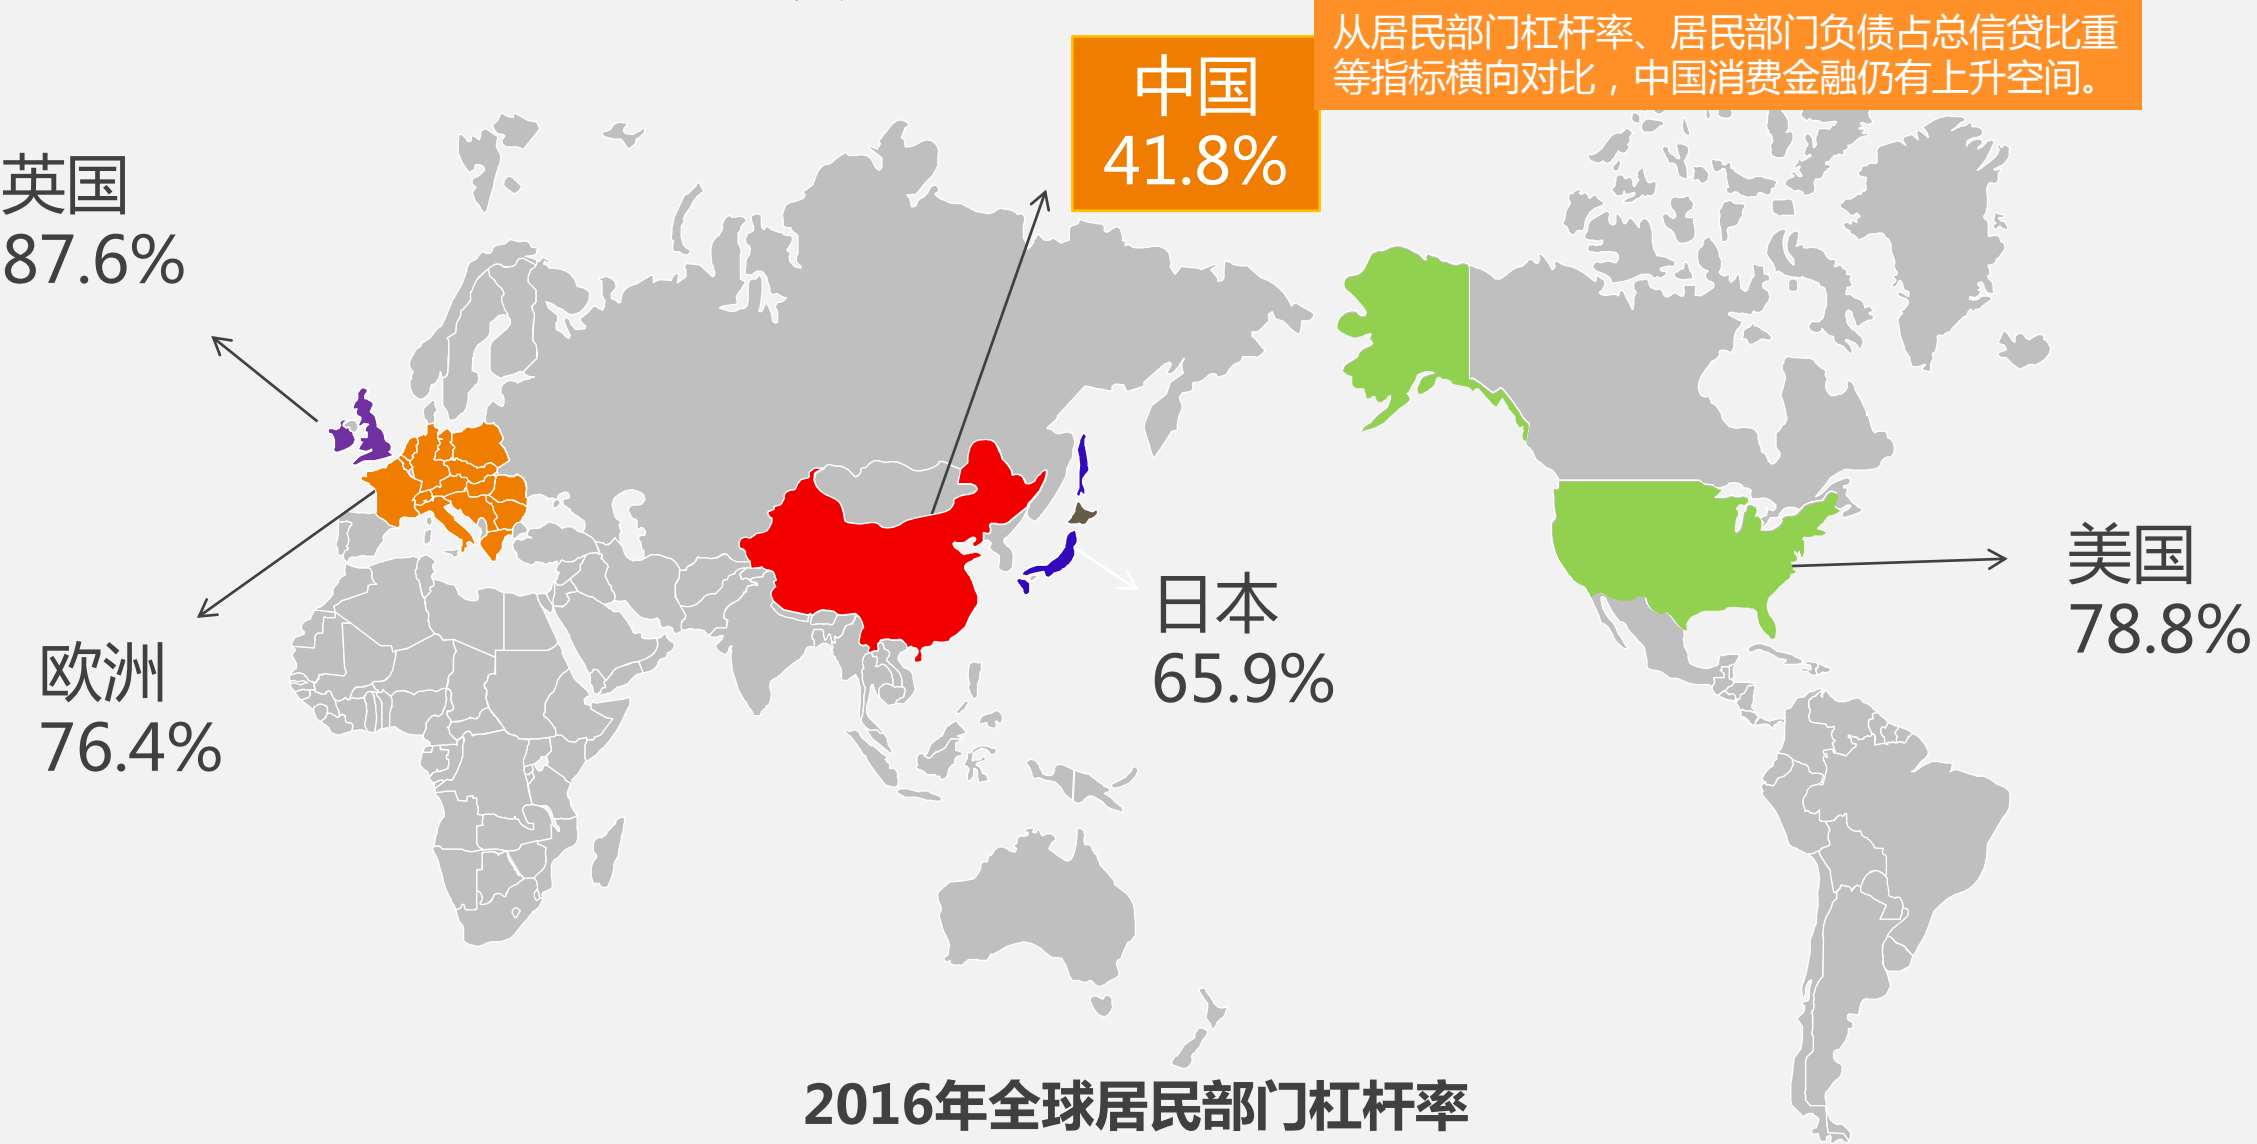 从居民部门杠杆率、居民部门负债占总信贷比重
等指标横向对比，中国消费金融仍有上升空间。
中国
41.8%
英国
87.6%
欧洲
76.4%
日本
65.9%
美国
78.8%
2016年全球居民部门杠杆率